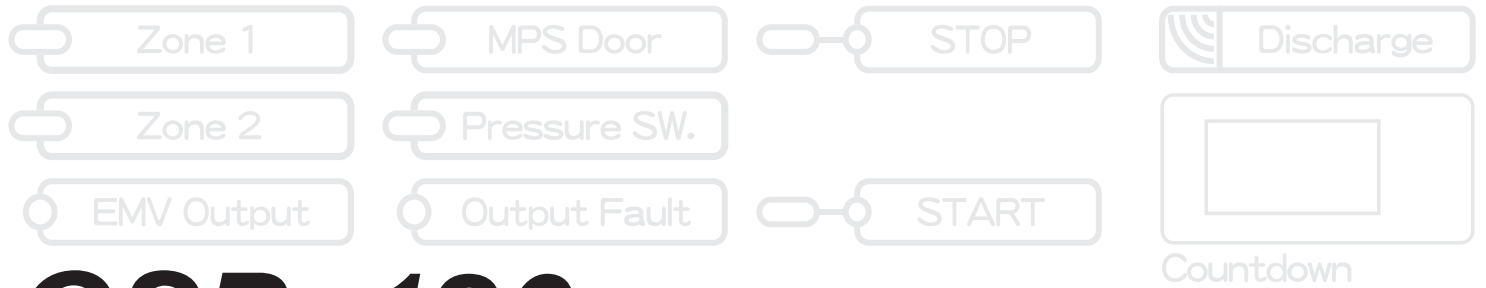 Zone 1 MPS Door STOP Discharge
Zone 2 Pressure SW.
EMV Output Output Fault START
Countdown